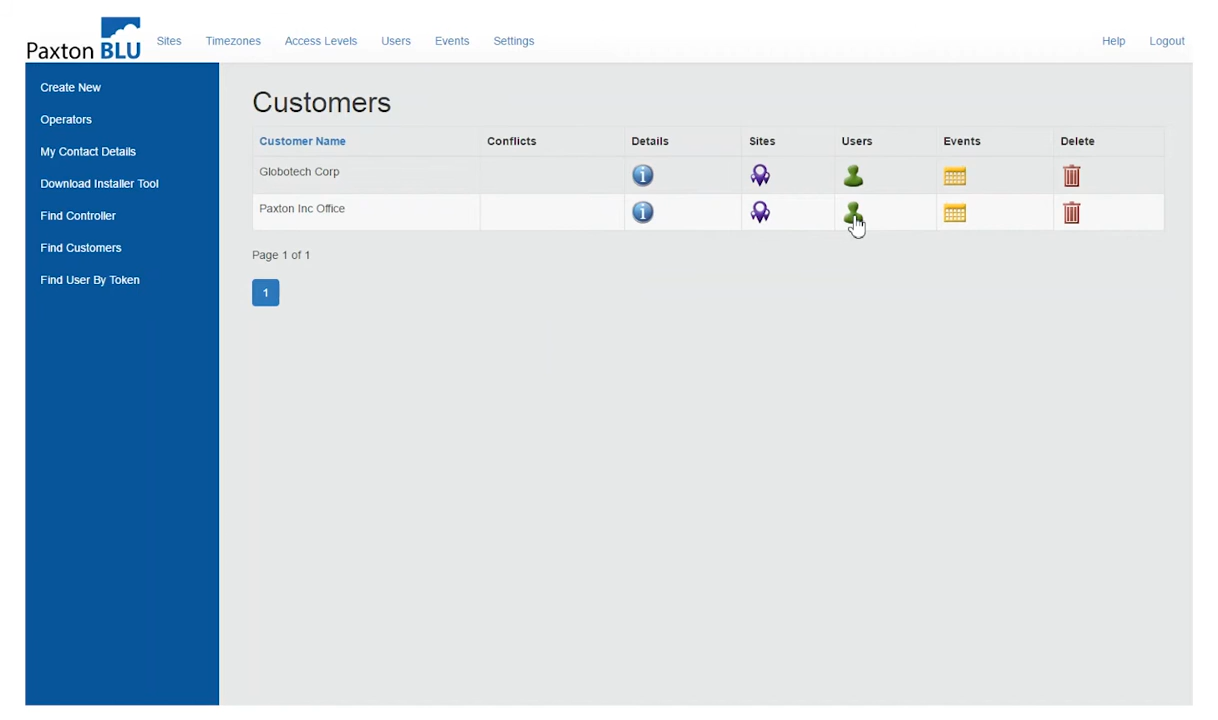 Paxton BLU
Sites Timezones Access Levels Users Events Settings Help Logout
Create New
Operators
My Contact Details
Download Installer Tool
Find Controller
Find Customers
Find User By Token
Customers
Customer Name Conflicts Details Sites Users Events Delete
Globotech Corp
Paxton Inc Office
Page 1 of 1
1